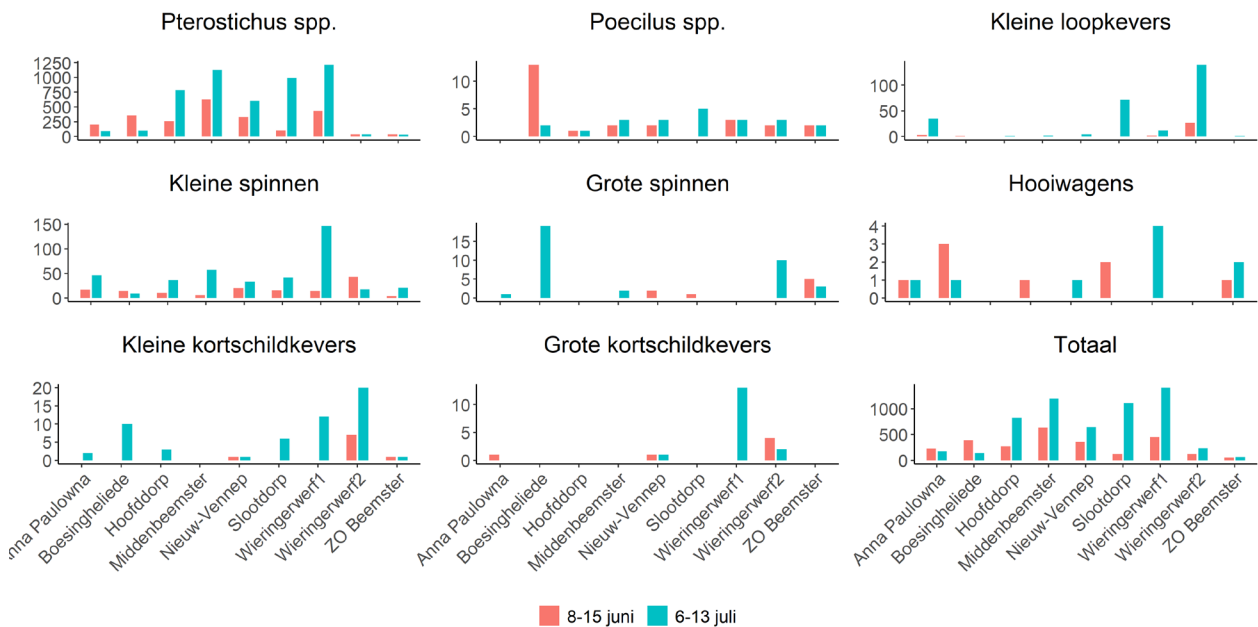 Pterostichus spp.
Poecilus spp.
Kleine loopkevers
1250
1000
750
500
250
0
10
5
0
100
50
0
Kleine spinnen
Grote spinnen
Hooiwagens
150
100
50
0
15
10
5
0
4
3
2
1
0
Kleine kortschildkevers
Grote kortschildkevers
Totaal
20
15
10
5
0
10
5
0
1000
500
0
nna Paulowna
Boesingheliede
Hoofddorp
Middenbeemster
Nieuw-Vennep
Slootdorp
Wieringerwerf1
Wieringerwerf2
ZO Beemster
Anna Paulowna
Boesingheliede
Hoofddorp
Middenbeemster
Nieuw-Vennep
Slootdorp
Wieringerwerf1
Wieringerwerf2
ZO Beemster
Anna Paulowna
Boesingheliede
Hoofddorp
Middenbeemster
Nieuw-Vennep
Slootdorp
Wieringerwerf1
Wieringerwerf2
ZO Beemster
8-15 juni
6-13 juli